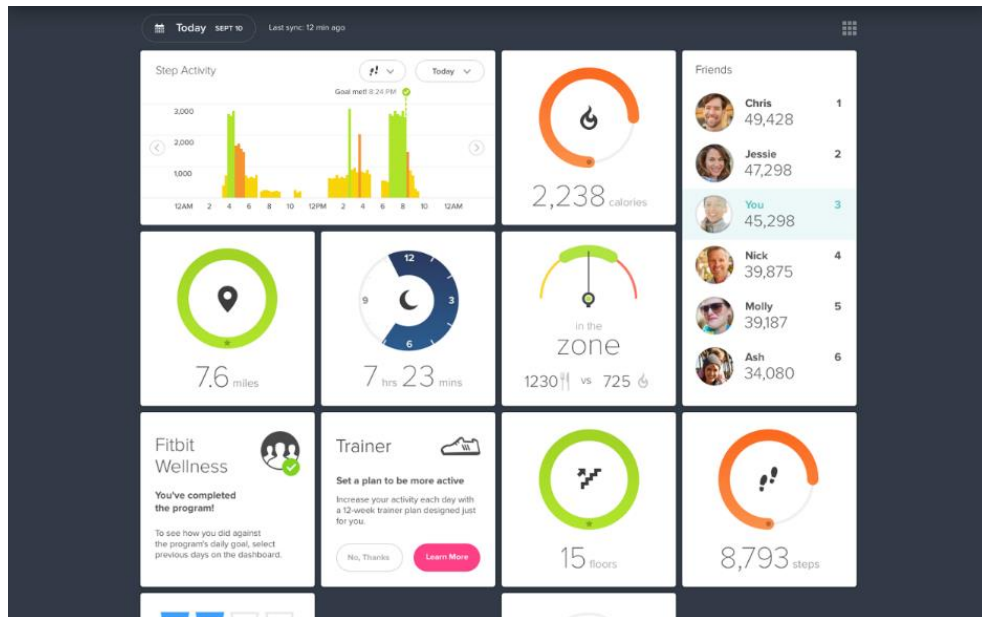 Today SEPT 10
Last sync: 12 min ago
Step Activity
Today
Goal met! 8:24 PM
3,000
2,000
1,000
12AM 2 4 6 8 10 12PM 2 4 6 8 10 12AM
2,238 calories
Friends
Chris 1
49,428
Jessie 2
47,298
You 3
45,298
Nick 4
39,875
Molly 5
39,187
Ash 6
34,080
7.6 miles
12
9 3
6
7 hrs 23 mins
in the
zone
1230 vs 725
Fitbit
Wellness
You've completed
the program!
To see how you did against
the program's daily goal, select
previous days on the dashboard.
Trainer
Set a plan to be more active
Increase your activity each day with
a 12-week trainer plan designed just
for you.
No, Thanks Learn More
15 floors
8,793 steps